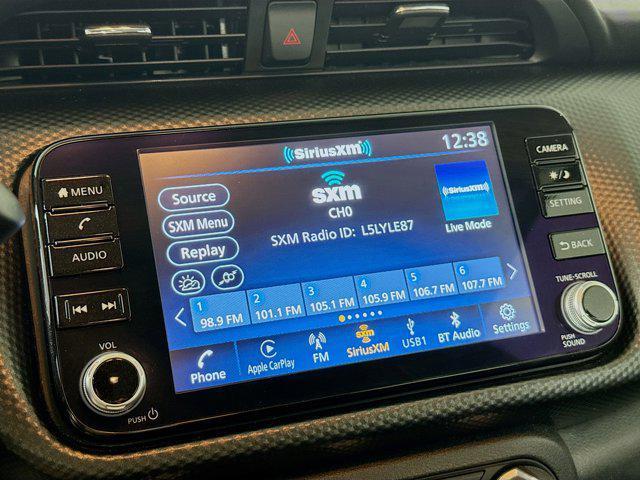 SiriusXM
12:38
MENU
AUDIO
VOL
PUSH
Source
SXM Menu
Replay
sxm
CH0
SXM Radio ID: L5LYLE87
SiriusXM
Live Mode
1 98.9 FM
2 101.1 FM
3 105.1 FM
4 105.9 FM
5 106.7 FM
6 107.7 FM
Phone
Apple CarPlay
FM
sxm
SiriusXM
USB1
BT Audio
Settings
CAMERA
SETTING
BACK
TUNE·SCROLL
PUSH
SOUND